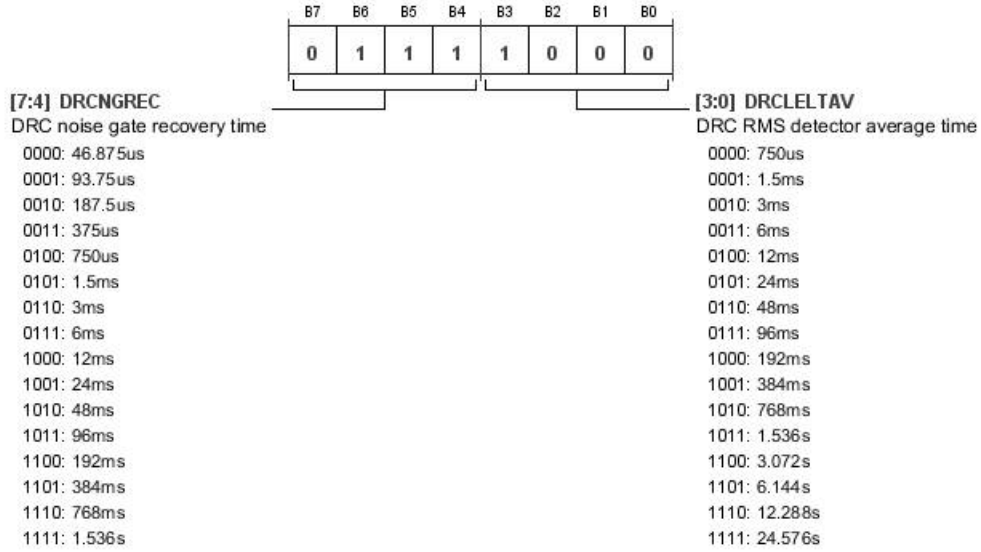 B7 B6 B5 B4 B3 B2 B1 B0
0 1 1 1 1 0 0 0
[7:4] DRCNGREC
DRC noise gate recovery time
0000: 46.875us
0001: 93.75us
0010: 187.5us
0011: 375us
0100: 750us
0101: 1.5ms
0110: 3ms
0111: 6ms
1000: 12ms
1001: 24ms
1010: 48ms
1011: 96ms
1100: 192ms
1101: 384ms
1110: 768ms
1111: 1.536s
[3:0] DRCLELTAV
DRC RMS detector average time
0000: 750us
0001: 1.5ms
0010: 3ms
0011: 6ms
0100: 12ms
0101: 24ms
0110: 48ms
0111: 96ms
1000: 192ms
1001: 384ms
1010: 768ms
1011: 1.536s
1100: 3.072s
1101: 6.144s
1110: 12.288s
1111: 24.576s